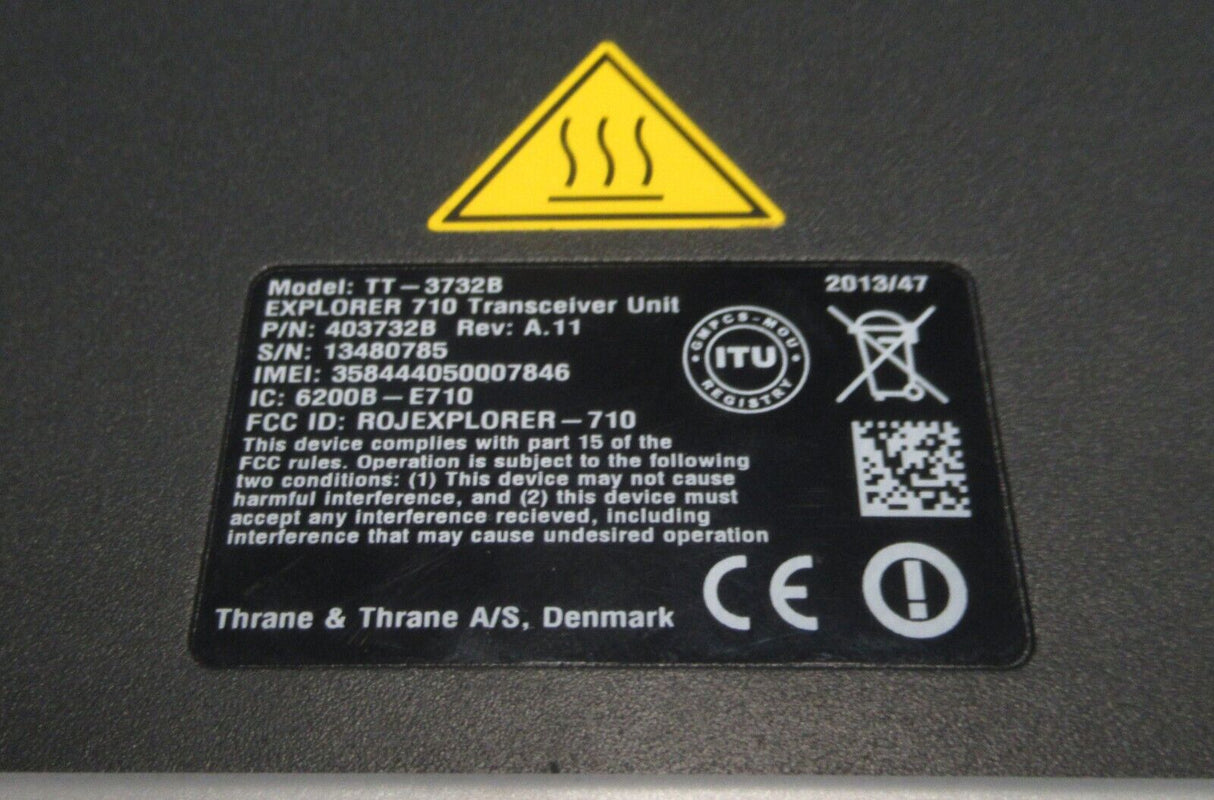 Model: TT-3732B
2013/47
EXPLORER 710 Transceiver Unit
P/N: 403732B Rev: A.11
S/N: 13480785
IMEI: 358444050007846
IC: 6200B-E710
FCC ID: ROJEXPLORER-710
GMPCS-MOU
ITU
REGISTRY
This device complies with part 15 of the
FCC rules. Operation is subject to the following
two conditions: (1) This device may not cause
harmful interference, and (2) this device must
accept any interference recieved, including
interference that may cause undesired operation
Thrane & Thrane A/S, Denmark
CE